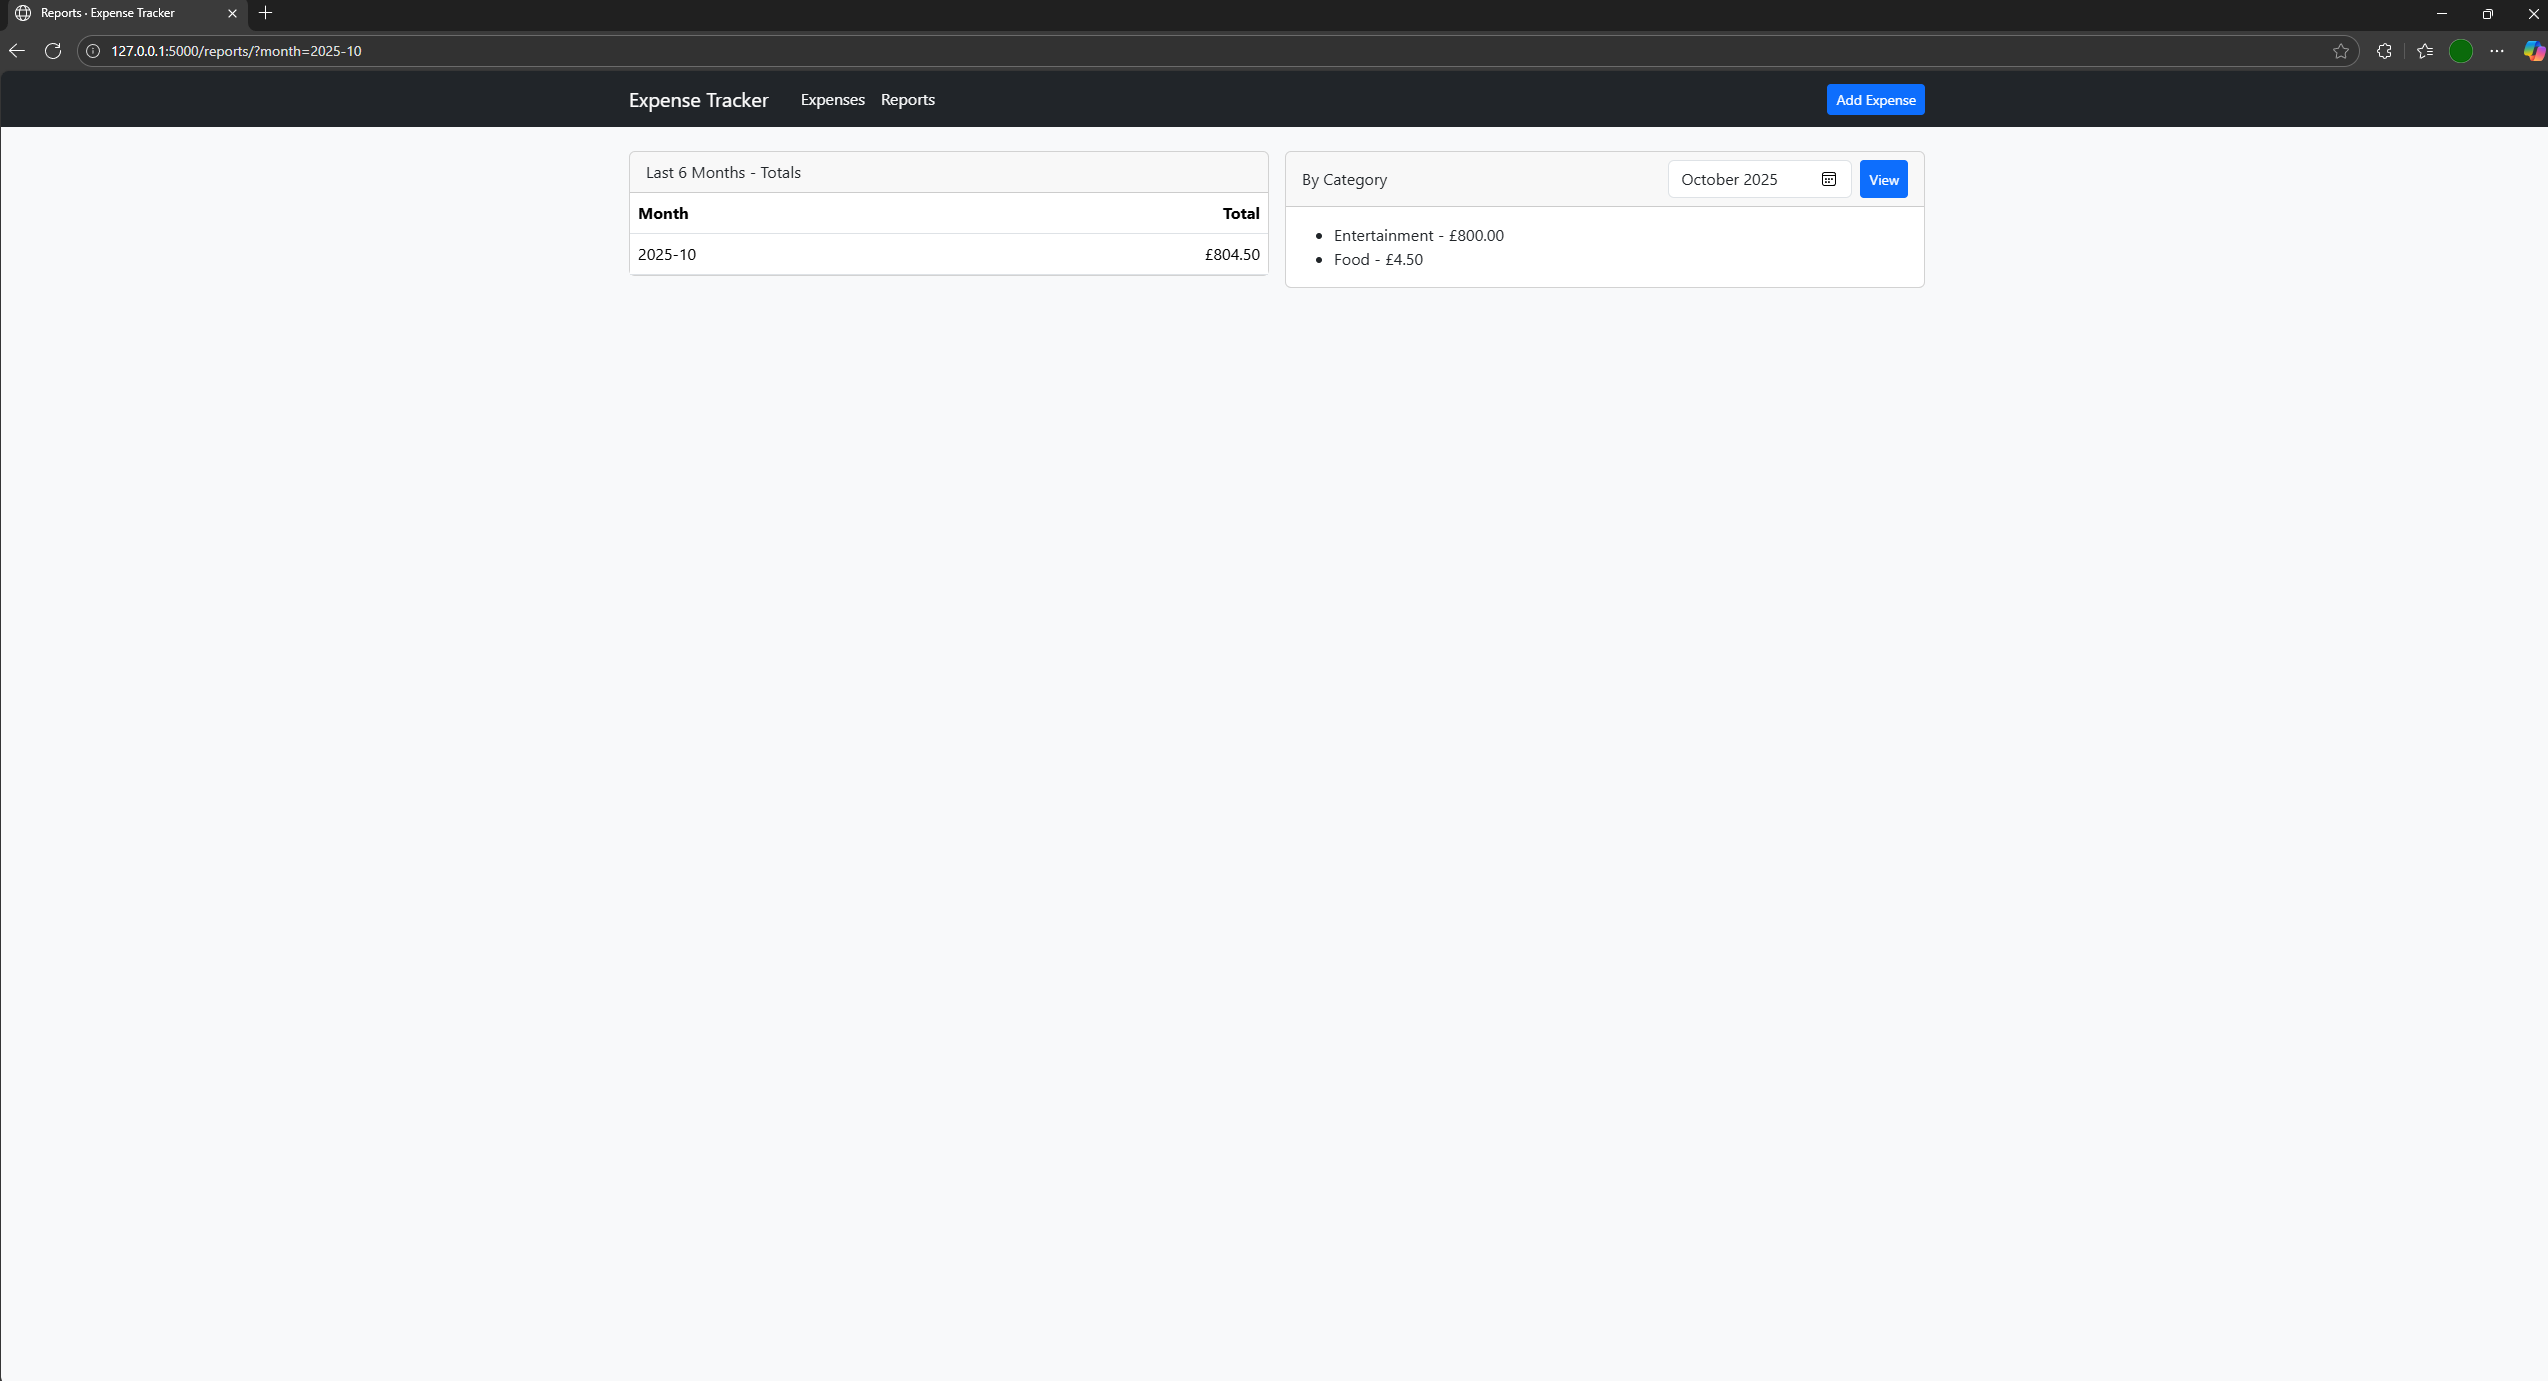 Reports · Expense Tracker
127.0.0.1:5000/reports/?month=2025-10
Expense Tracker Expenses Reports Add Expense
Last 6 Months - Totals
Month Total
2025-10 £804.50
By Category October 2025 View
Entertainment - £800.00
Food - £4.50